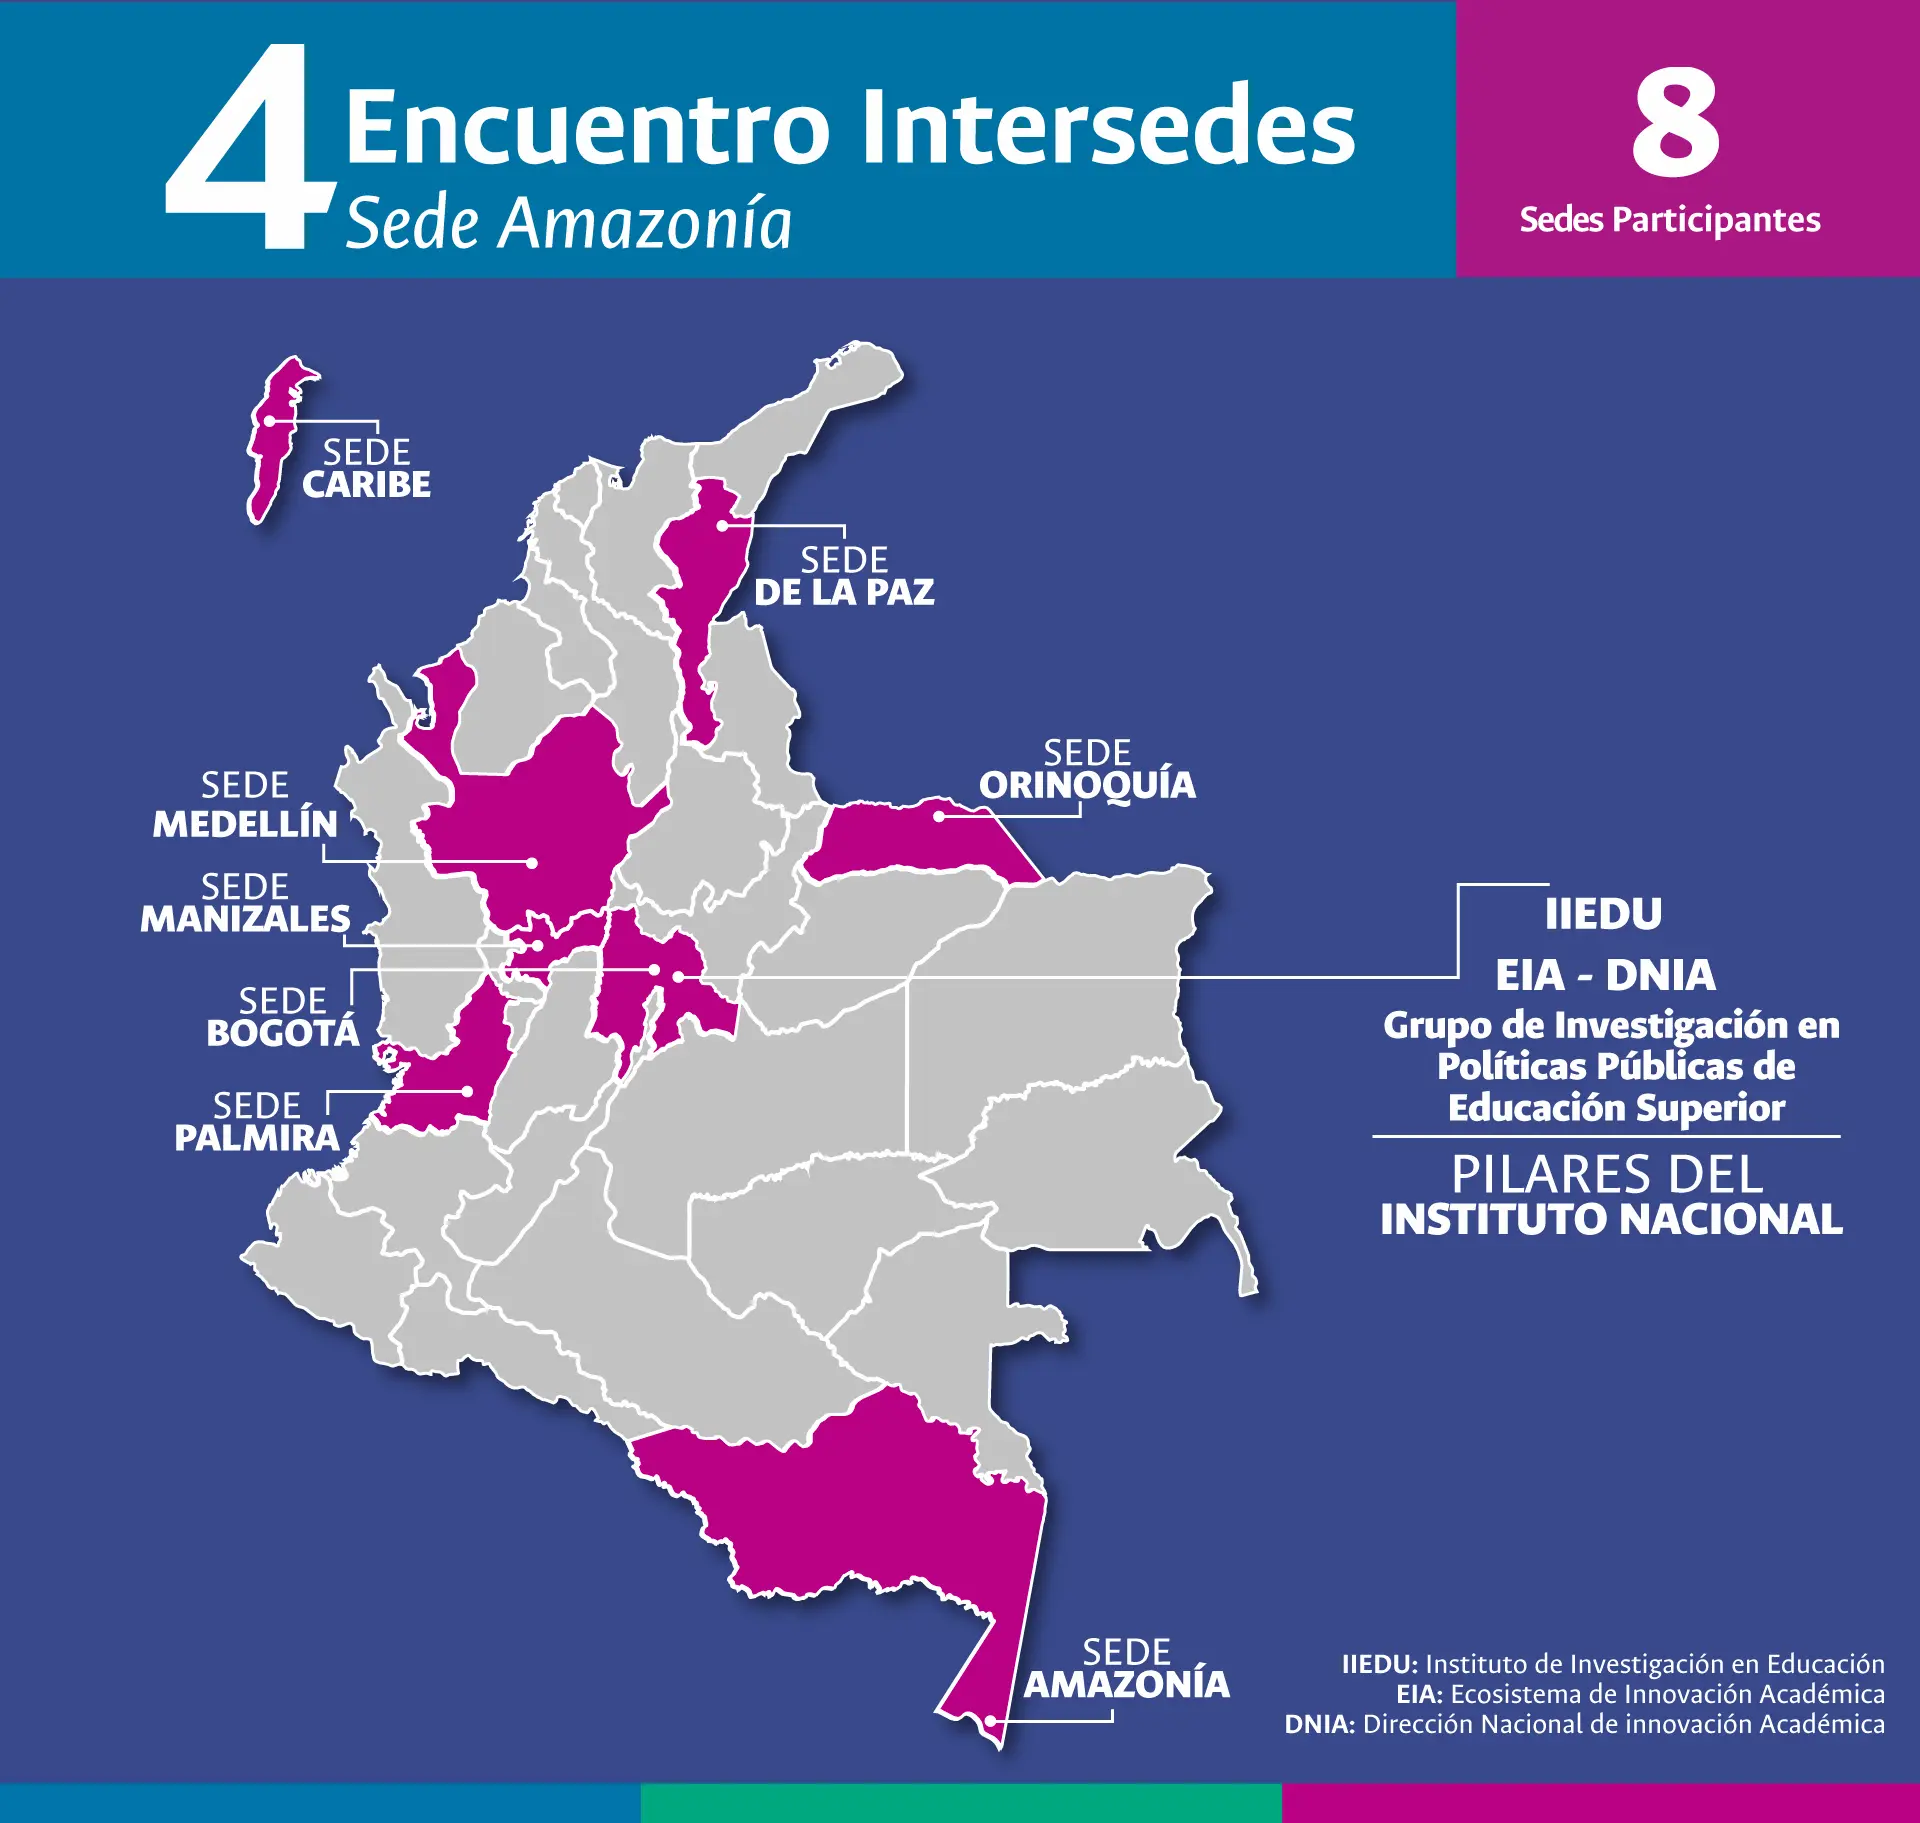 4 Encuentro Intersedes
Sede Amazonía
8
Sedes Participantes
SEDE
CARIBE
SEDE
DE LA PAZ
SEDE
ORINOQUÍA
SEDE
MEDELLÍN
SEDE
MANIZALES
SEDE
BOGOTÁ
SEDE
PALMIRA
IIEDU
EIA - DNIA
Grupo de Investigación en
Políticas Públicas de
Educación Superior
PILARES DEL
INSTITUTO NACIONAL
SEDE
AMAZONÍA
IIEDU: Instituto de Investigación en Educación
EIA: Ecosistema de Innovación Académica
DNIA: Dirección Nacional de innovación Académica